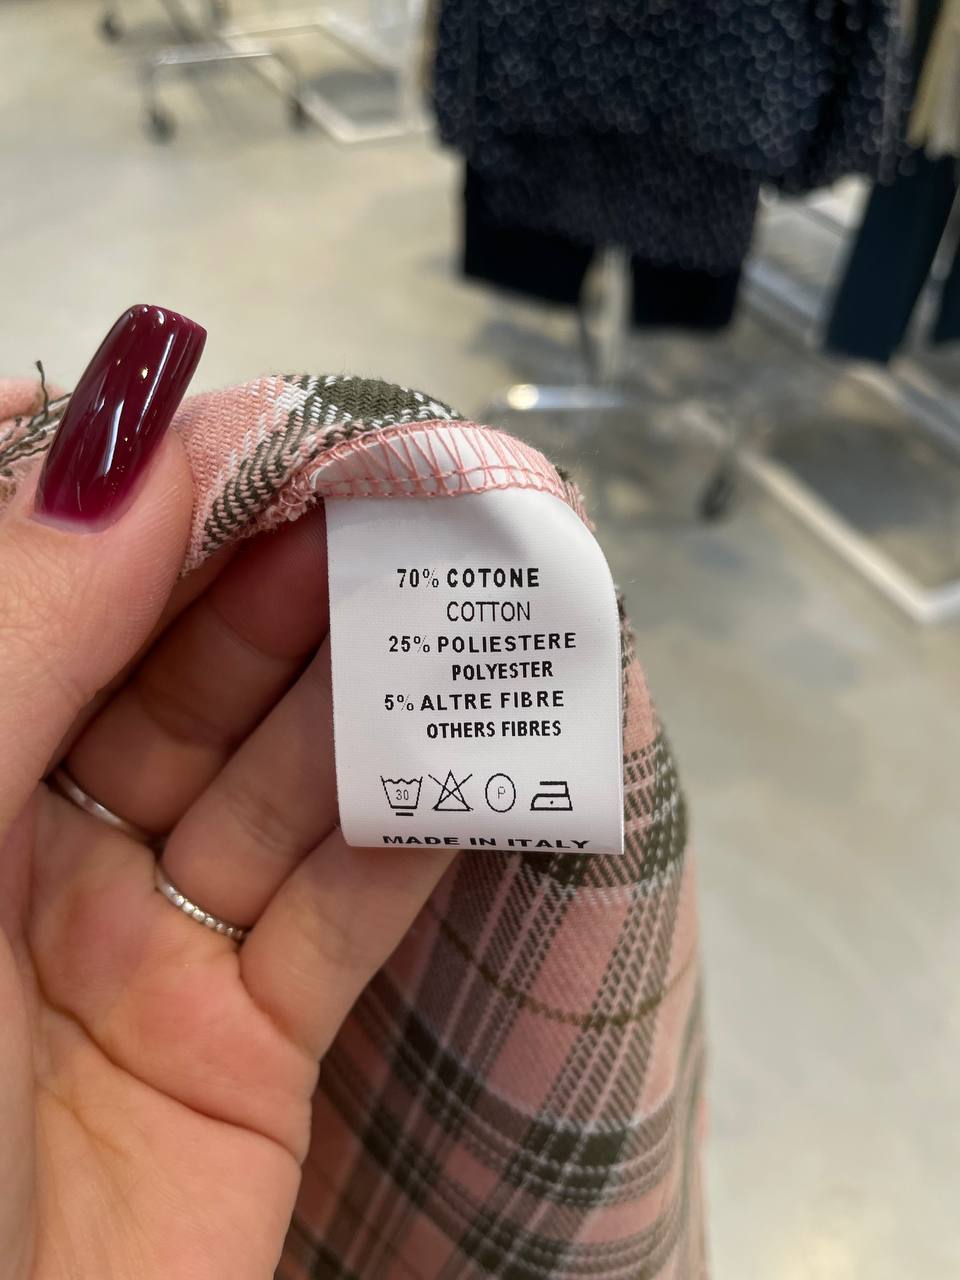 70% COTONE
COTTON
25% POLIESTERE
POLYESTER
5% ALTRE FIBRE
OTHERS FIBRES
30 P
MADE IN ITALY